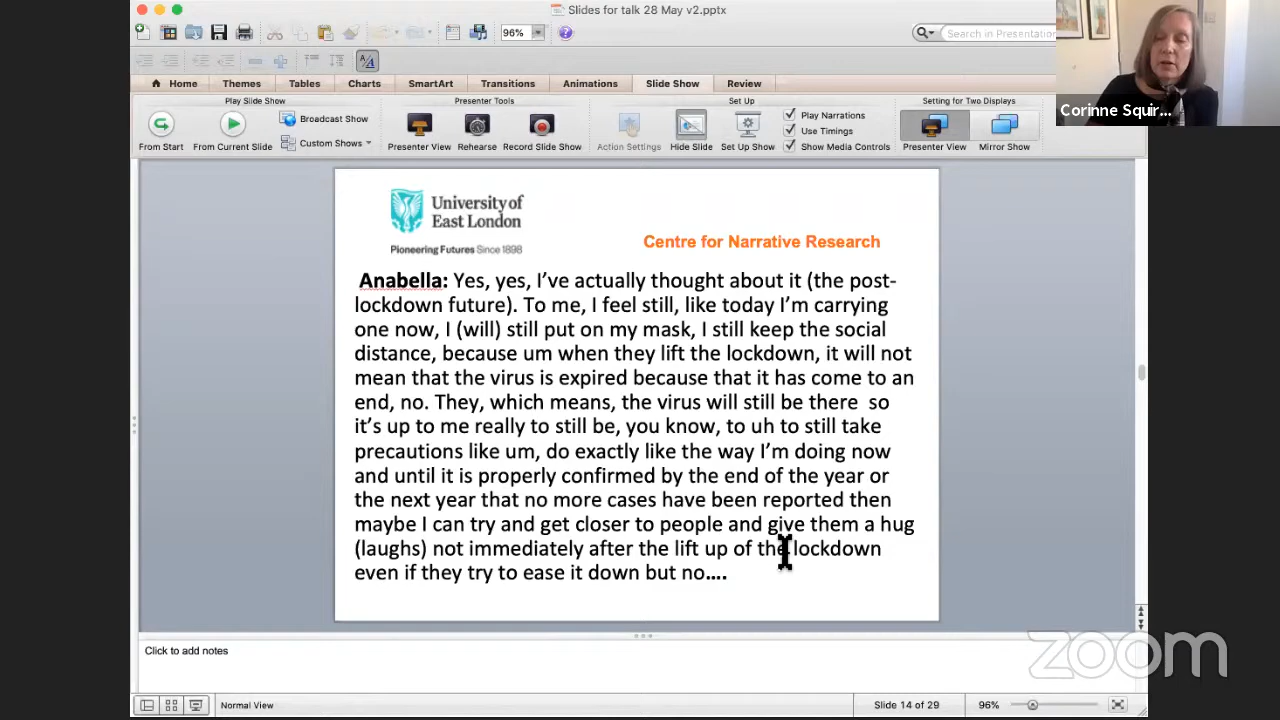 Slides for talk 28 May v2.pptx
96%
Search in Presentation
Home
Themes
Tables
Charts
SmartArt
Transitions
Animations
Slide Show
Review
Play Slide Show
Presenter Tools
Set Up
Setting for Two Displays
From Start
From Current Slide
Broadcast Show
Custom Shows
Presenter View
Rehearse
Record Slide Show
Action Settings
Hide Slide
Set Up Show
Play Narrations
Use Timings
Show Media Controls
Presenter View
Mirror Show
Corinne Squir...
University of
East London
Pioneering Futures Since 1898
Centre for Narrative Research
Anabella: Yes, yes, I've actually thought about it (the post-
lockdown future). To me, I feel still, like today I'm carrying
one now, I (will) still put on my mask, I still keep the social
distance, because um when they lift the lockdown, it will not
mean that the virus is expired because that it has come to an
end, no. They, which means, the virus will still be there so
it's up to me really to still be, you know, to uh to still take
precautions like um, do exactly like the way I'm doing now
and until it is properly confirmed by the end of the year or
the next year that no more cases have been reported then
maybe I can try and get closer to people and give them a hug
(laughs) not immediately after the lift up of the lockdown
even if they try to ease it down but no....
Click to add notes
zoom
Normal View
Slide 14 of 29
96%